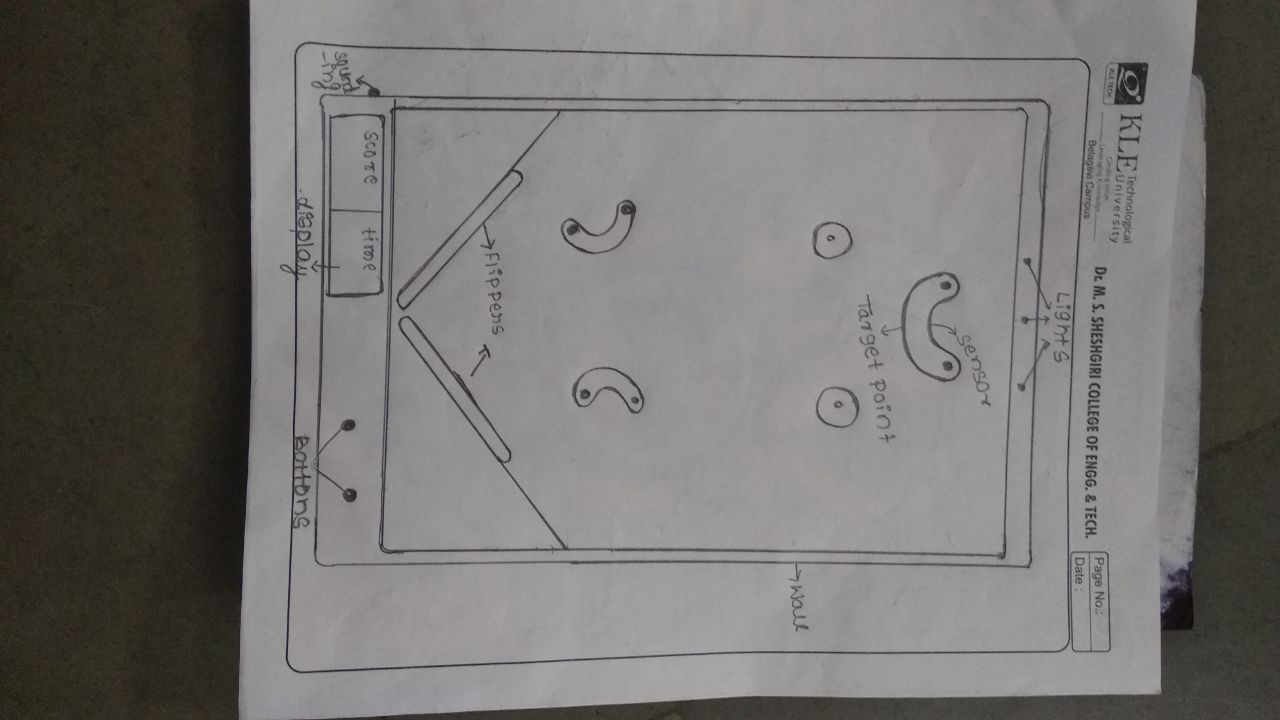 KLE Technological
University
Creating Value
Leveraging Knowledge
Belagavi Campus
KLE TECH
Dr. M. S. SHESHGIRI COLLEGE OF ENGG. & TECH.
Page No.:
Date :
Lights
sensor
Target point
Wall
Flippens
sound
-ing
score
time
display
Bottons